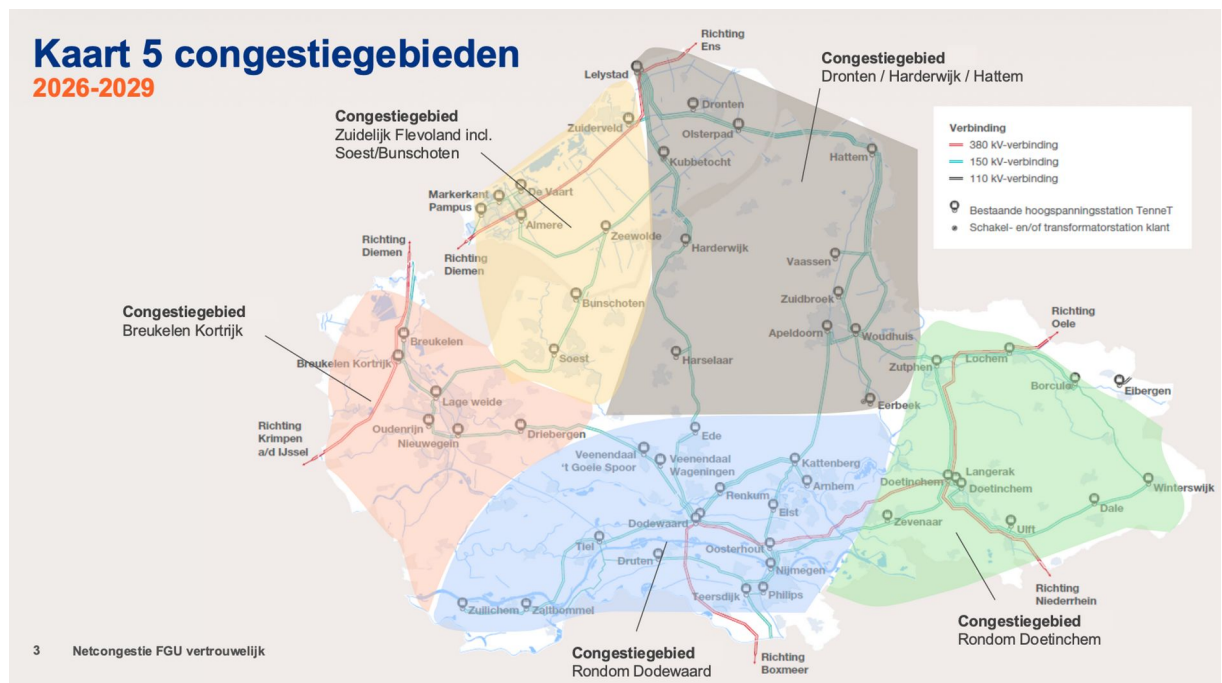 Kaart 5 congestiegebieden
2026-2029
Richting
Ens
Congestiegebied
Dronten / Harderwijk / Hattem
Lelystad
Congestiegebied
Zuidelijk Flevoland incl.
Soest/Bunschoten
Zuiderveld
Dronten
Olsterpad
Kubbetocht
Hattem
Verbinding
380 kV-verbinding
150 kV-verbinding
110 kV-verbinding
Bestaande hoogspanningsstation TenneT
Schakel- en/of transformatorstation klant
Markerkant
Pampus
De Vaart
Almere
Zeewolde
Harderwijk
Richting
Diemen
Richting
Diemen
Vaassen
Bunschoten
Zuidbroek
Congestiegebied
Breukelen Kortrijk
Richting
Oele
Breukelen
Apeldoorn
Woudhuis
Breukelen Kortrijk
Soest
Harselaar
Zutphen
Lochem
Borculo
Eibergen
Lage weide
Eerbeek
Oudenrijn
Nieuwegein
Driebergen
Richting
Krimpen
a/d IJssel
Ede
Veenendaal
't Goeie Spoor
Veenendaal
Wageningen
Kattenberg
Arnhem
Renkum
Elst
Langerak
Doetinchem
Doetinchem
Winterswijk
Dale
Dodewaard
Zevenaar
Ulft
Tiel
Druten
Oosterhout
Nijmegen
Teersdijk
Philips
Zuilichem
Zaltbommel
Richting
Niederrhein
Congestiegebied
Rondom Doetinchem
Congestiegebied
Rondom Dodewaard
Richting
Boxmeer
3 Netcongestie FGU vertrouwelijk